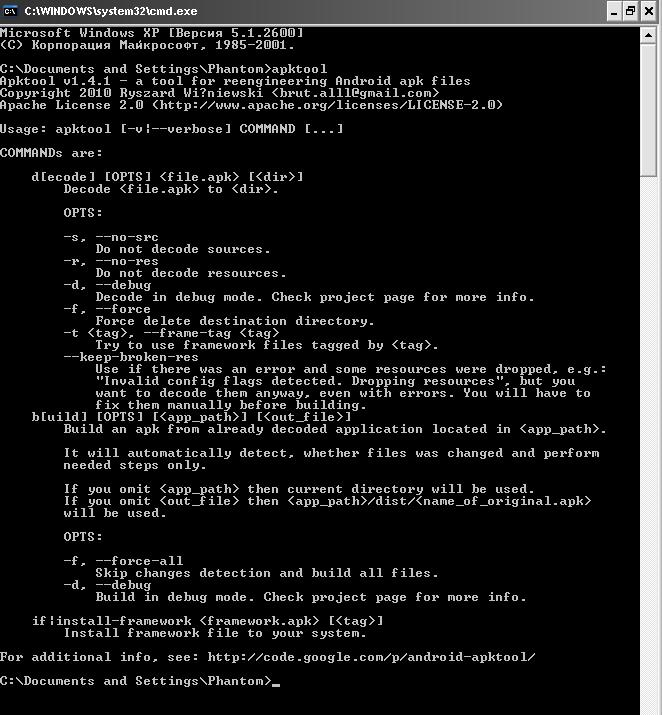 C:\WINDOWS\system32\cmd.exe
Microsoft Windows XP [Версия 5.1.2600]
(C) Корпорация Майкрософт, 1985-2001.
C:\Documents and Settings\Phantom>apktool
Apktool v1.4.1 - a tool for reengineering Android apk files
Copyright 2010 Ryszard Wi?niewski <brut.alll@gmail.com>
Apache License 2.0 (http://www.apache.org/licenses/LICENSE-2.0)
Usage: apktool [-v|--verbose] COMMAND [...]
COMMANDs are:
d[ecode] [OPTS] <file.apk> [<dir>]
Decode <file.apk> to <dir>.
OPTS:
-s, --no-src
Do not decode sources.
-r, --no-res
Do not decode resources.
-d, --debug
Decode in debug mode. Check project page for more info.
-f, --force
Force delete destination directory.
-t <tag>, --frame-tag <tag>
Try to use framework files tagged by <tag>.
--keep-broken-res
Use if there was an error and some resources were dropped, e.g.:
"Invalid config flags detected. Dropping resources", but you
want to decode them anyway, even with errors. You will have to
fix them manually before building.
b[uild] [OPTS] [<app_path>] [<out_file>]
Build an apk from already decoded application located in <app_path>.
It will automatically detect, whether files was changed and perform
needed steps only.
If you omit <app_path> then current directory will be used.
If you omit <out_file> then <app_path>/dist/<name_of_original.apk>
will be used.
OPTS:
-f, --force-all
Skip changes detection and build all files.
-d, --debug
Build in debug mode. Check project page for more info.
if|install-framework <framework.apk> [<tag>]
Install framework file to your system.
For additional info, see: http://code.google.com/p/android-apktool/
C:\Documents and Settings\Phantom>_